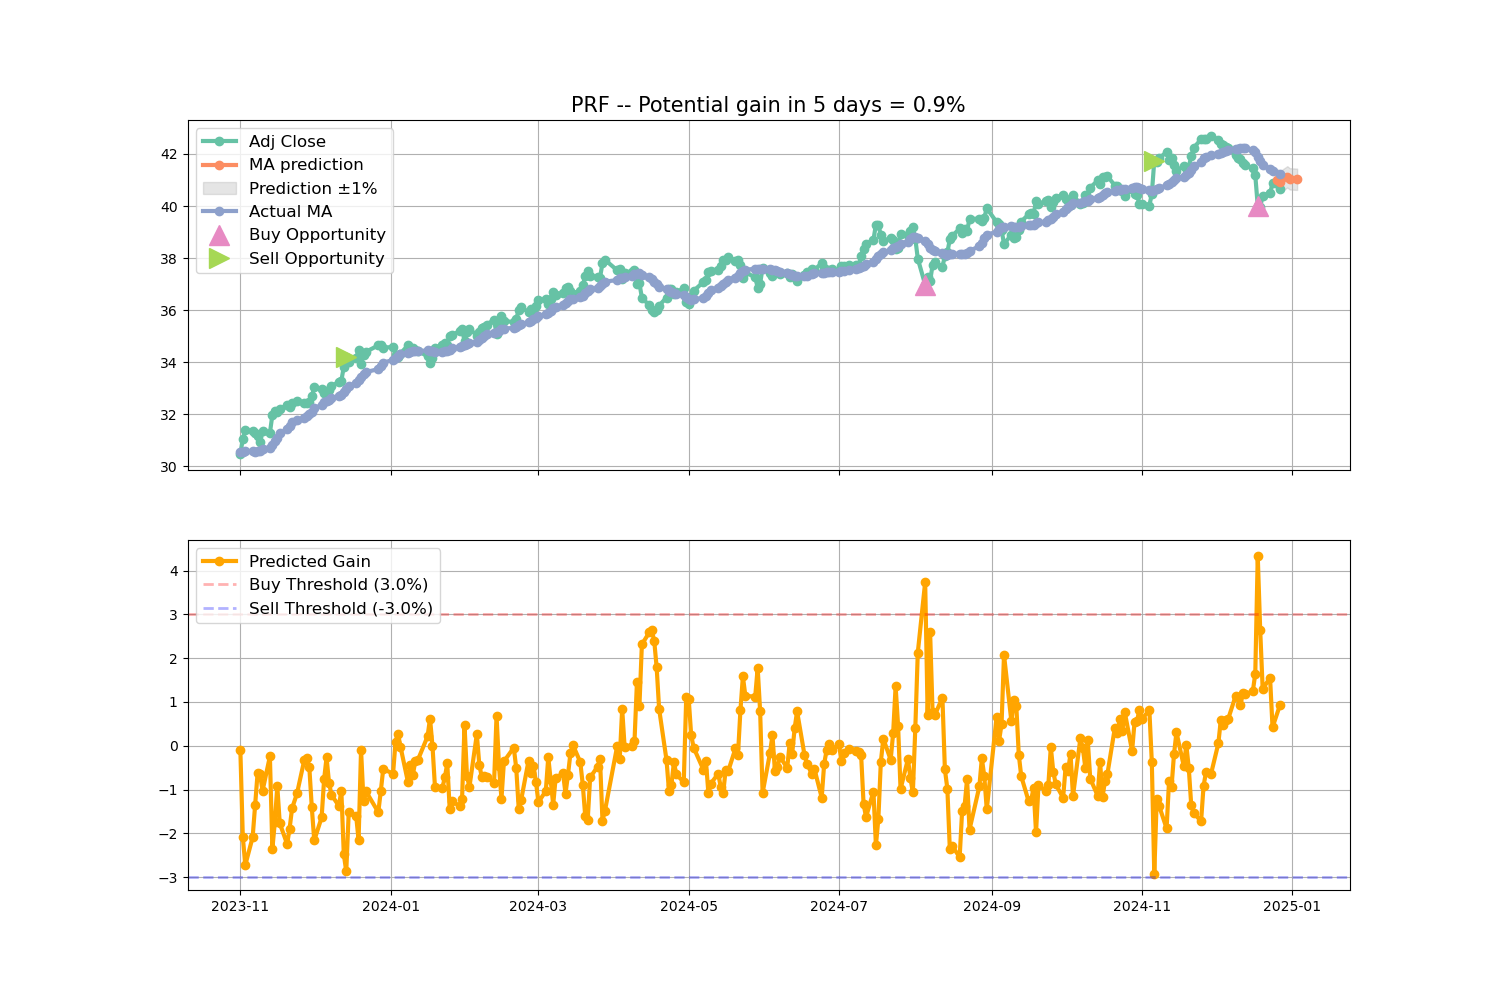 PRF -- Potential gain in 5 days = 0.9%
Adj Close
MA prediction
Prediction ±1%
Actual MA
Buy Opportunity
Sell Opportunity
42
40
38
36
34
32
30
Predicted Gain
Buy Threshold (3.0%)
Sell Threshold (-3.0%)
4
3
2
1
0
−1
−2
−3
2023-11 2024-01 2024-03 2024-05 2024-07 2024-09 2024-11 2025-01